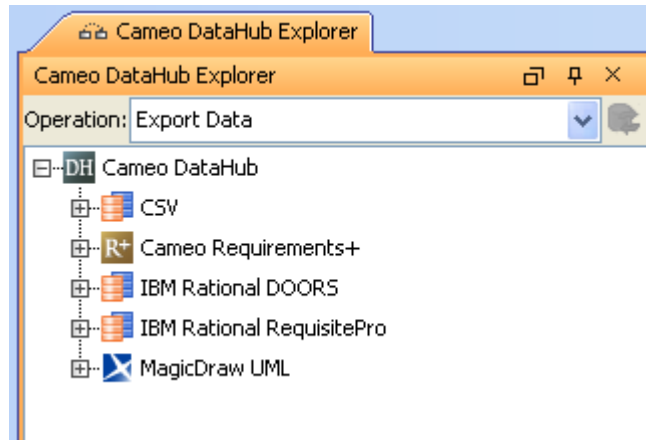 Cameo DataHub Explorer
Cameo DataHub Explorer
Operation: Export Data
DH Cameo DataHub
CSV
R+ Cameo Requirements+
IBM Rational DOORS
IBM Rational RequisitePro
MagicDraw UML